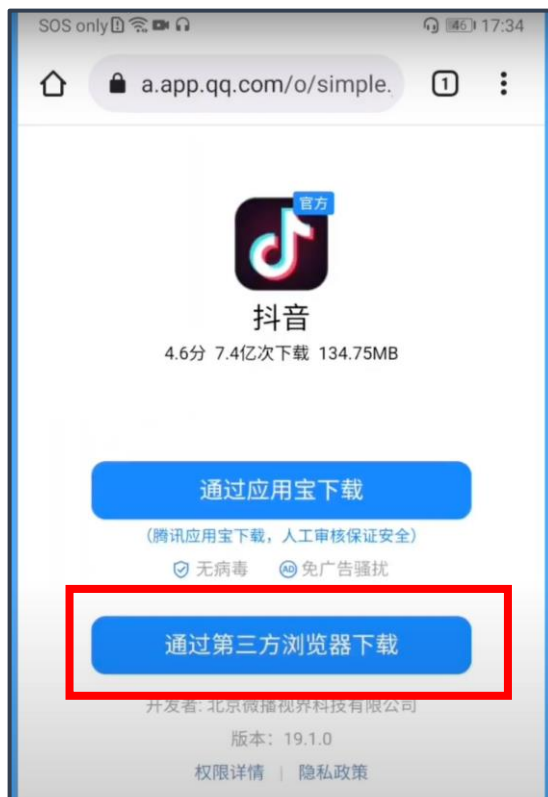 SOS only 46 17:34
a.app.qq.com/o/simple.
1
官方
抖音
4.6分 7.4亿次下载 134.75MB
通过应用宝下载
(腾讯应用宝下载，人工审核保证安全)
无病毒 AD 免广告骚扰
通过第三方浏览器下载
开发者: 北京微播视界科技有限公司
版本: 19.1.0
权限详情 | 隐私政策